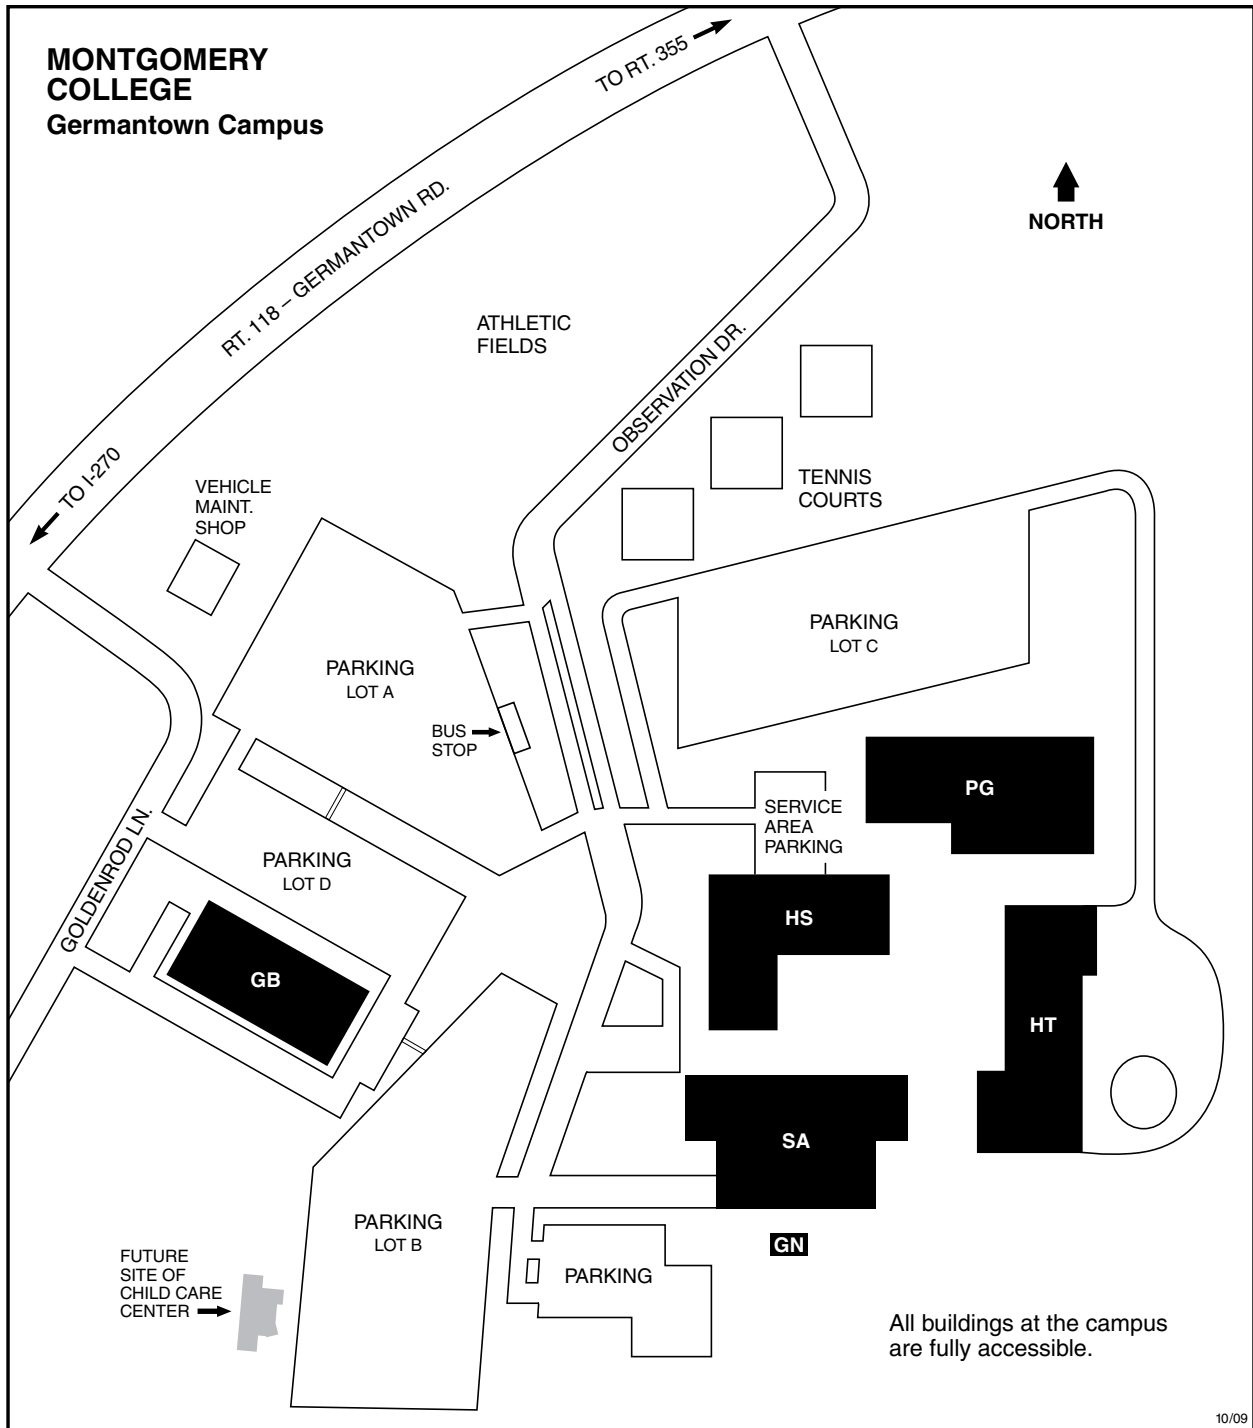 MONTGOMERY
COLLEGE
Germantown Campus
TO RT. 355
NORTH
RT. 118 – GERMANTOWN RD.
ATHLETIC
FIELDS
OBSERVATION DR.
TO I-270
VEHICLE
MAINT.
SHOP
TENNIS
COURTS
PARKING
LOT C
PARKING
LOT A
BUS
STOP
PG
SERVICE
AREA
PARKING
GOLDENROD LN.
PARKING
LOT D
HS
GB
HT
SA
PARKING
LOT B
GN
FUTURE
SITE OF
CHILD CARE
CENTER
PARKING
All buildings at the campus
are fully accessible.
10/09